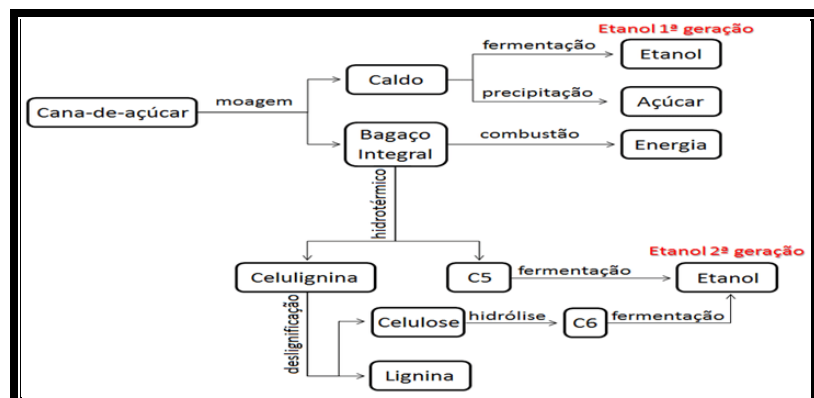 Etanol 1ª geração
fermentação
Etanol
Caldo
precipitação
Açúcar
Cana-de-açúcar
moagem
Bagaço
Integral
combustão
Energia
hidrotérmico
Etanol 2ª geração
Celulignina
C5
fermentação
Etanol
deslignificação
Celulose
hidrólise
C6
fermentação
Lignina